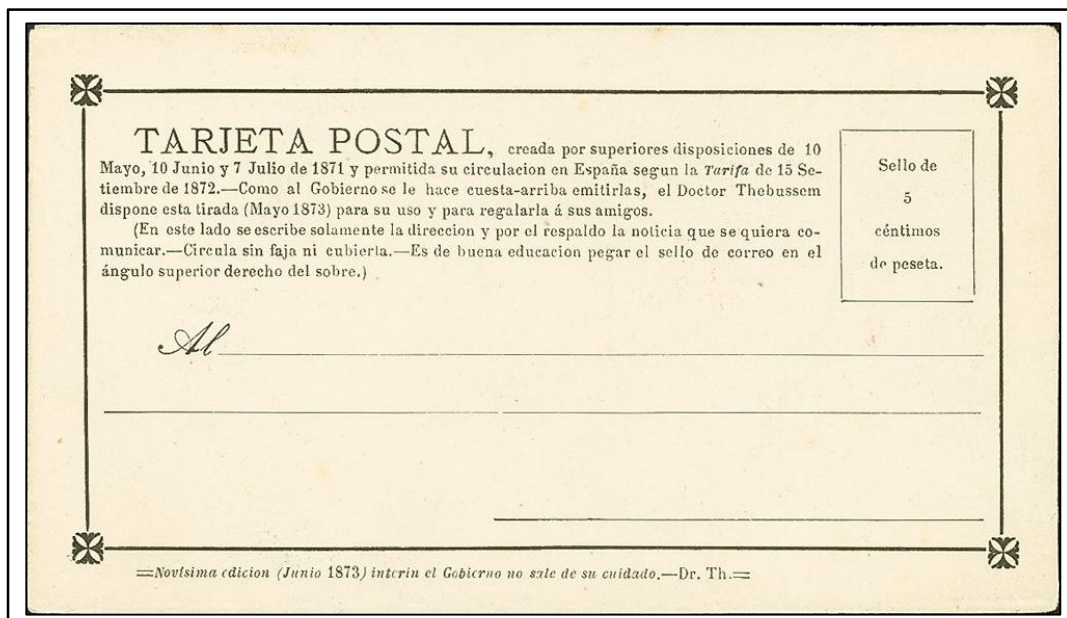 TARJETA POSTAL, creada por superiores disposiciones de 10
Mayo, 10 Junio y 7 Julio de 1871 y permitida su circulacion en España segun la Tarifa de 15 Se-
tiembre de 1872.—Como al Gobierno se le hace cuesta-arriba emitirlas, el Doctor Thebussem
dispone esta tirada (Mayo 1873) para su uso y para regalarla á sus amigos.
(En este lado se escribe solamente la direccion y por el respaldo la noticia que se quiera co-
municar.—Circula sin faja ni cubierta.—Es de buena educacion pegar el sello de correo en el
ángulo superior derecho del sobre.)
Sello de
5
céntimos
de peseta.
Al
=Novísima edicion (Junio 1873) interin el Gobierno no sale de su cuidado.—Dr. Th.=